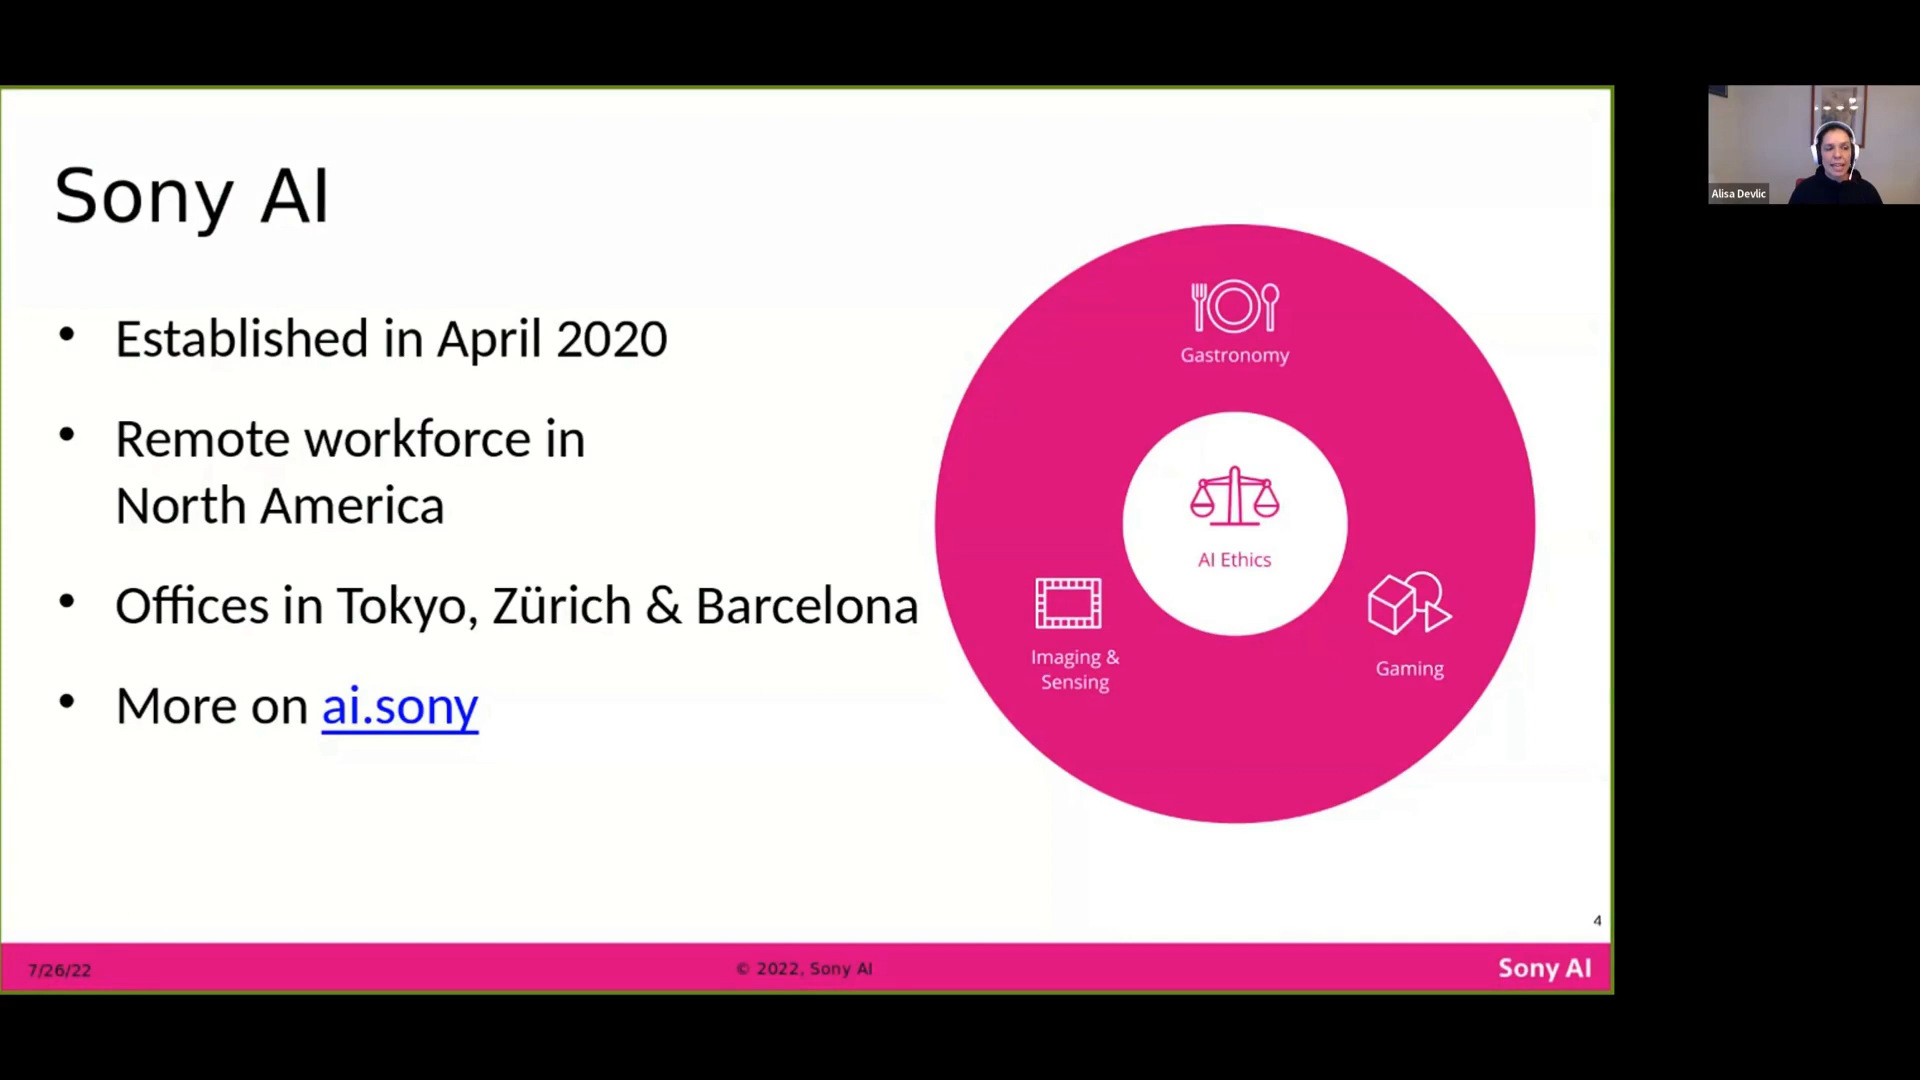 Sony AI
• Established in April 2020
• Remote workforce in
North America
• Offices in Tokyo, Zürich & Barcelona
• More on ai.sony
Gastronomy
AI Ethics
Imaging &
Sensing
Gaming
4
7/26/22
© 2022, Sony AI
Sony AI
Alisa Devlic